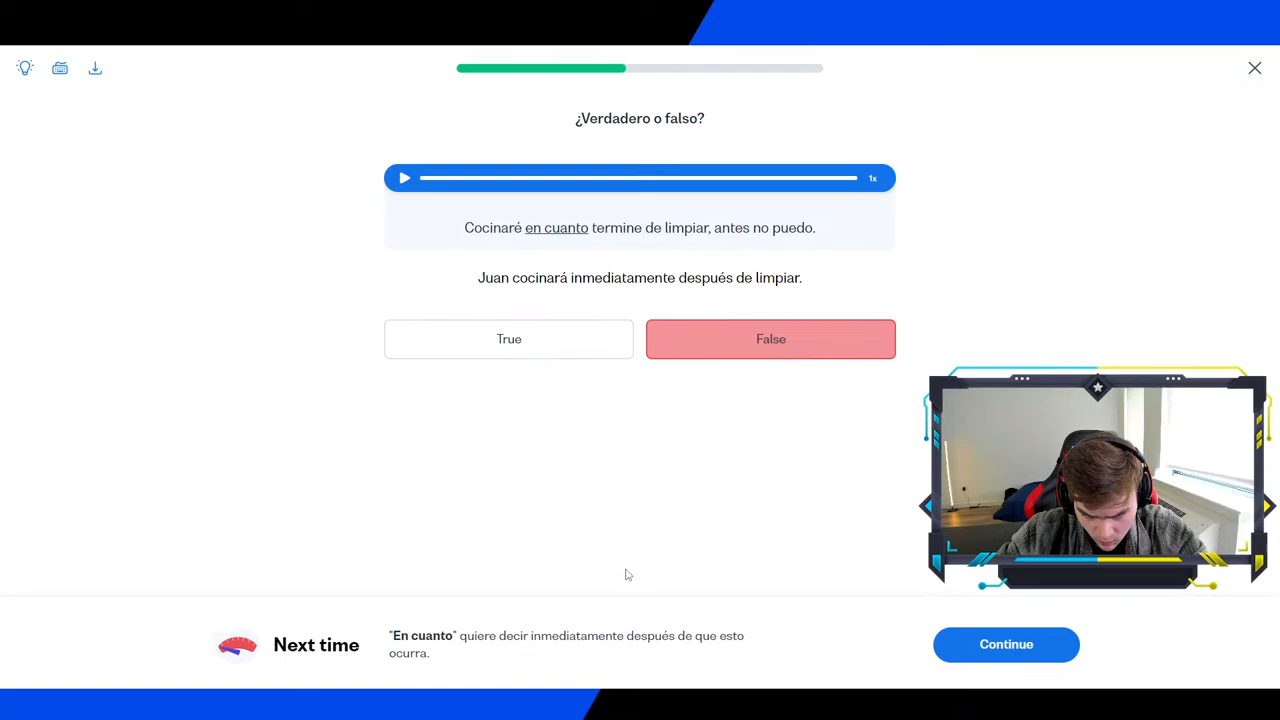 ¿Verdadero o falso?
1x
Cocinaré en cuanto termine de limpiar, antes no puedo.
Juan cocinará inmediatamente después de limpiar.
True
False
Next time
"En cuanto" quiere decir inmediatamente después de que esto
ocurra.
Continue